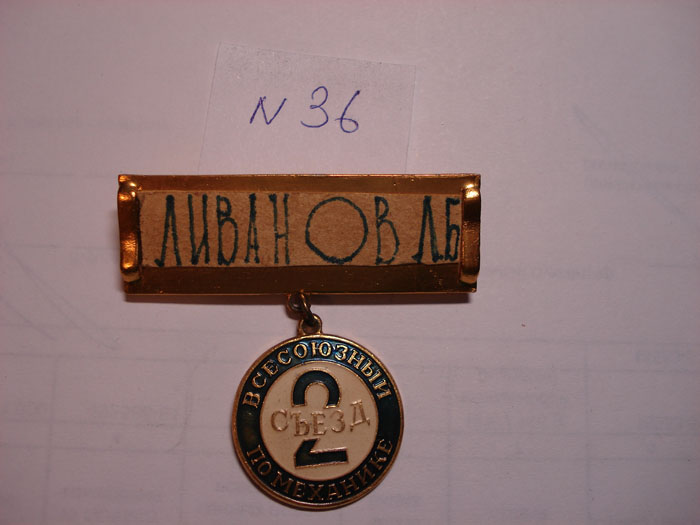 N 36
ЛИВАНОВ Л Б
ВСЕСОЮЗНЫЙ
2
СЪЕЗД
ПО МЕХАНИКЕ